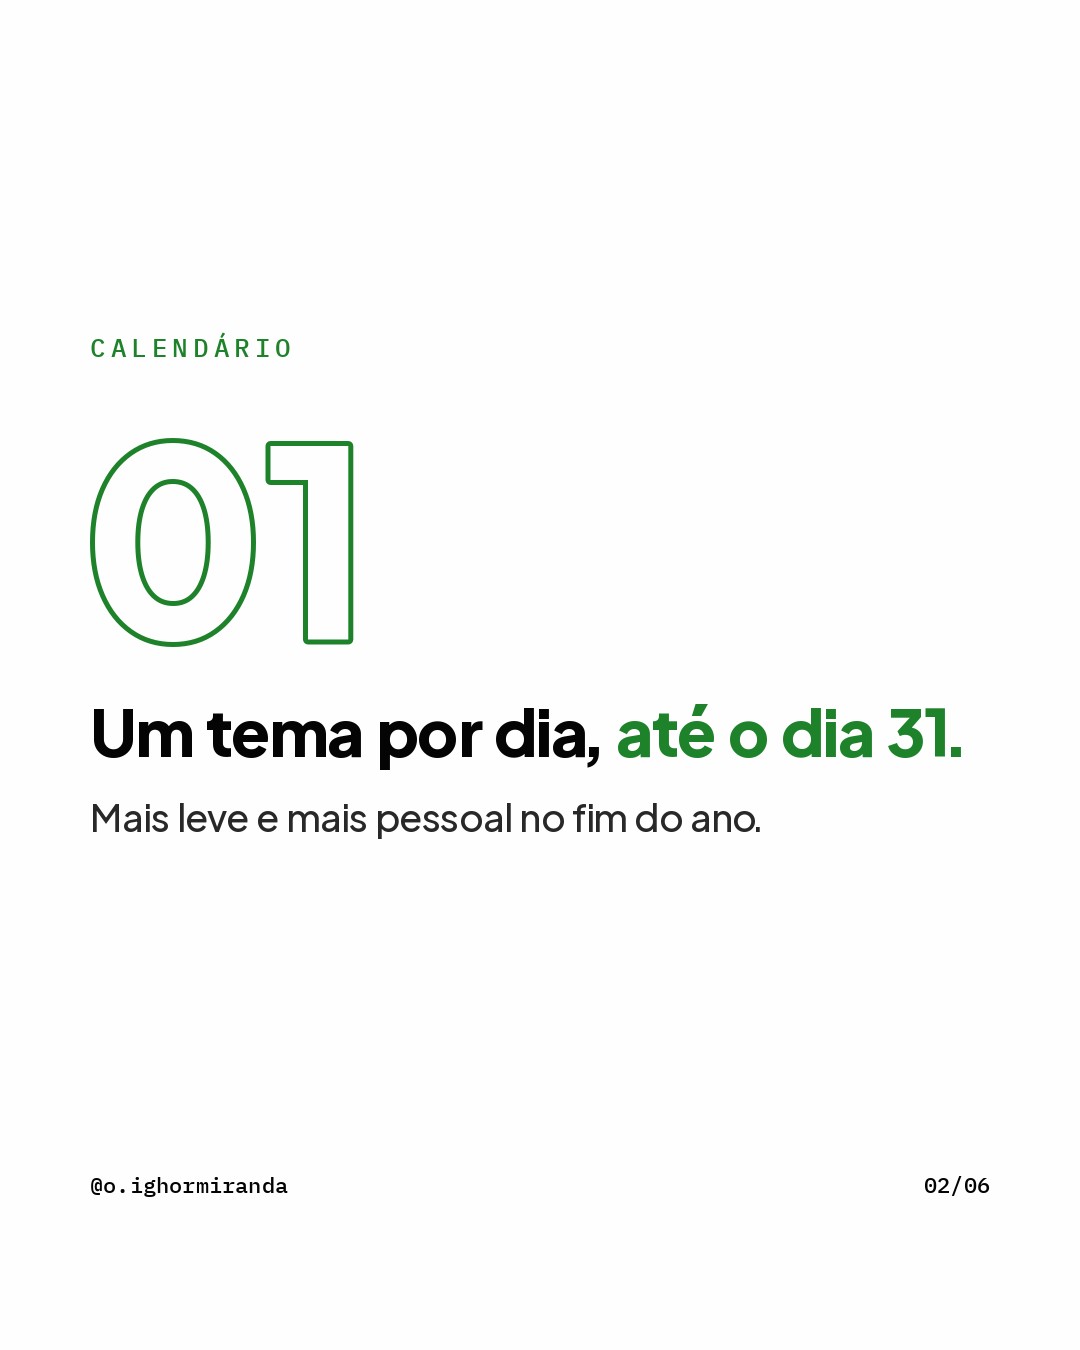 CALENDÁRIO
01
Um tema por dia, até o dia 31.
Mais leve e mais pessoal no fim do ano.
@o.ighormiranda
02/06